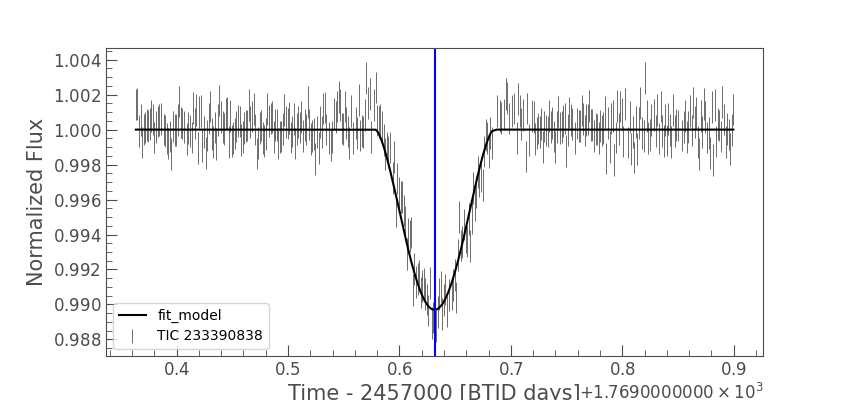 1.004
1.002
1.000
0.998
0.996
0.994
0.992
0.990
0.988
Normalized Flux
fit_model
TIC 233390838
0.4 0.5 0.6 0.7 0.8 0.9
Time - 2457000 [BTJD days]
+1.7690000000 × 10³